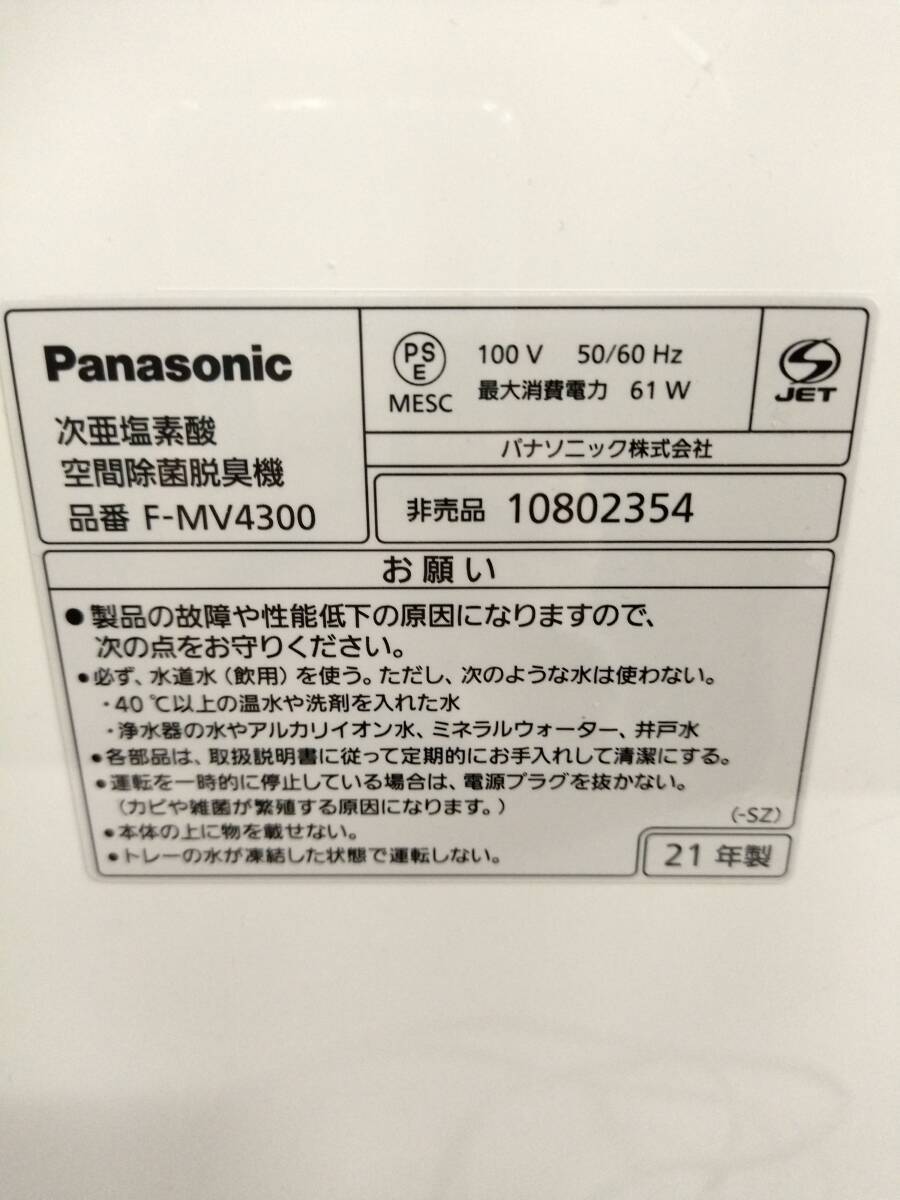 Panasonic
次亜塩素酸
空間除菌脱臭機
品番 F-MV4300
PS
E
MESC
100 V 50/60 Hz
最大消費電力 61 W
S
JET
パナソニック株式会社
非売品 10802354
お願い
●製品の故障や性能低下の原因になりますので、
次の点をお守りください。
●必ず、水道水(飲用)を使う。ただし、次のような水は使わない。
・40 ℃以上の温水や洗剤を入れた水
・浄水器の水やアルカリイオン水、ミネラルウォーター、井戸水
●各部品は、取扱説明書に従って定期的にお手入れして清潔にする。
●運転を一時的に停止している場合は、電源プラグを抜かない。
(カビや雑菌が繁殖する原因になります。)
●本体の上に物を載せない。
●トレーの水が凍結した状態で運転しない。
(-SZ)
21 年製